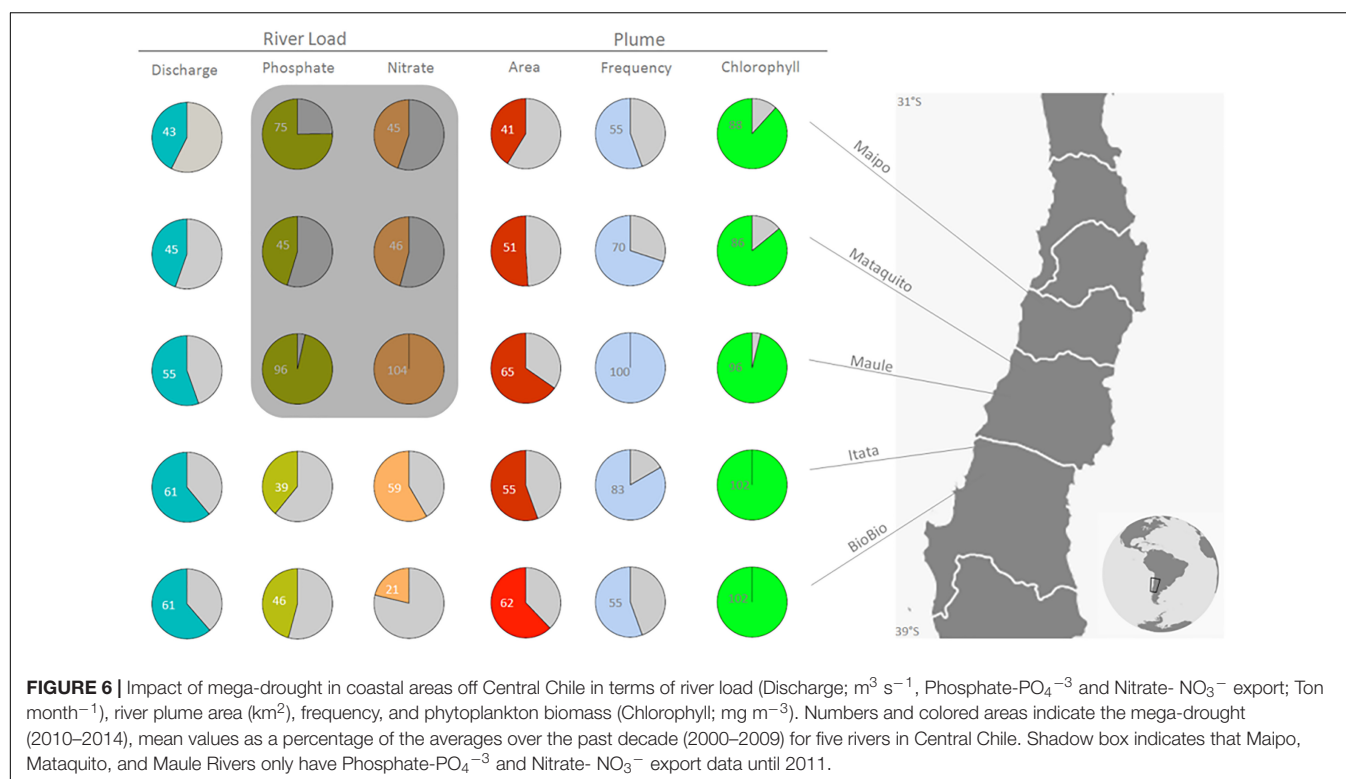 River Load Plume
Discharge Phosphate Nitrate Area Frequency Chlorophyll
43 75 45 41 55 88
45 45 46 51 70 86
55 96 104 65 100 96
61 39 59 55 83 102
61 46 21 62 55 102
31°S
Maipo
Mataquito
Maule
Itata
BioBio
39°S
FIGURE 6 | Impact of mega-drought in coastal areas off Central Chile in terms of river load (Discharge; m³ s⁻¹, Phosphate-PO₄⁻³ and Nitrate- NO₃⁻ export; Ton
month⁻¹), river plume area (km²), frequency, and phytoplankton biomass (Chlorophyll; mg m⁻³). Numbers and colored areas indicate the mega-drought
(2010–2014), mean values as a percentage of the averages over the past decade (2000–2009) for five rivers in Central Chile. Shadow box indicates that Maipo,
Mataquito, and Maule Rivers only have Phosphate-PO₄⁻³ and Nitrate- NO₃⁻ export data until 2011.